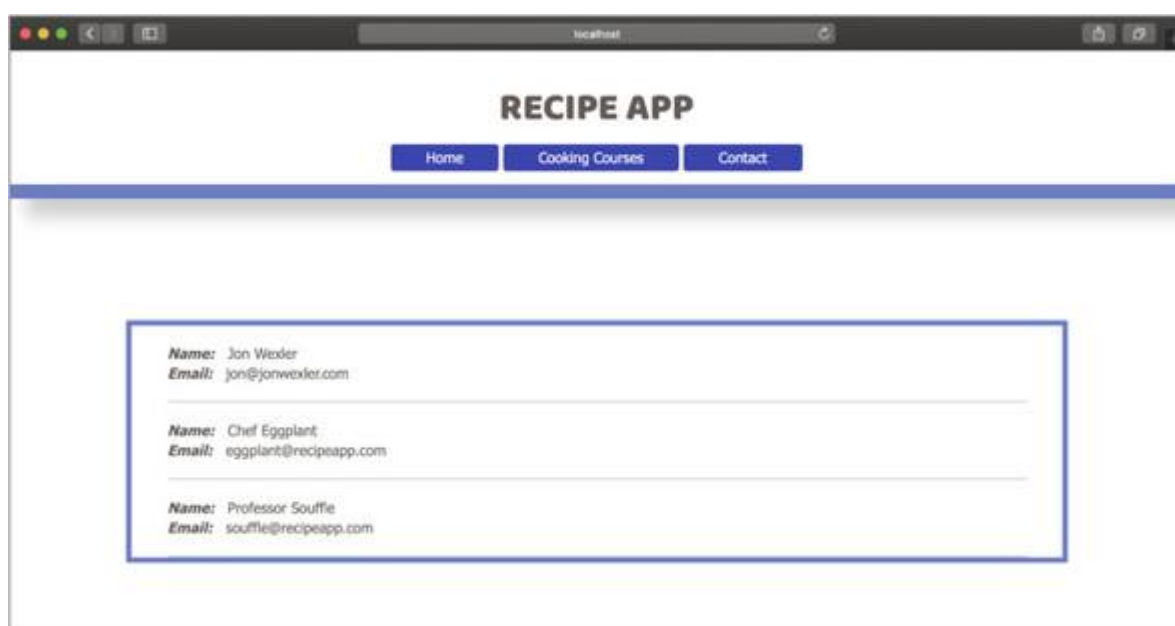 localhost
RECIPE APP
Home Cooking Courses Contact
Name: Jon Wexler
Email: jon@jonwexler.com
Name: Chef Eggplant
Email: eggplant@recipeapp.com
Name: Professor Souffle
Email: souffle@recipeapp.com